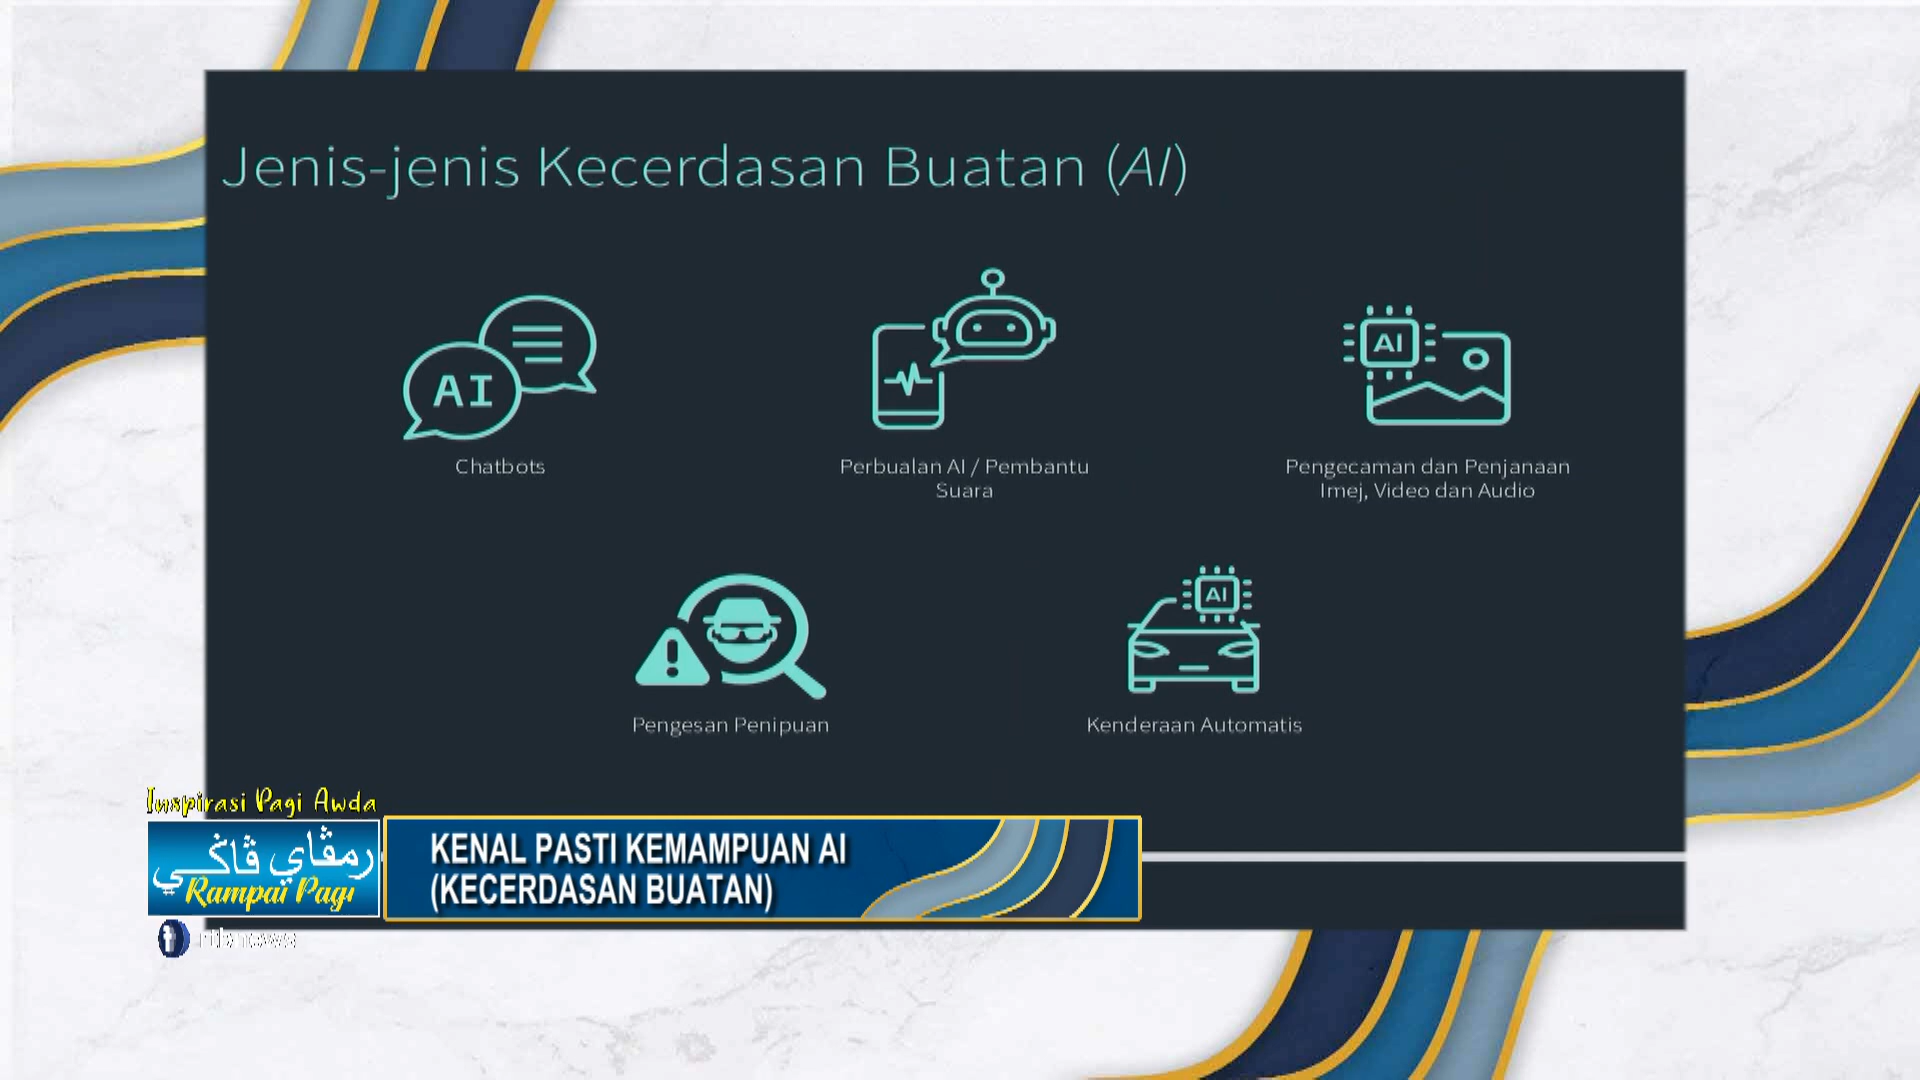 Jenis-jenis Kecerdasan Buatan (AI)
AI
AI
Chatbots
Perbualan AI / Pembantu
Suara
Pengecaman dan Penjanaan
Imej, Video dan Audio
AI
Pengesan Penipuan
Kenderaan Automatis
Inspirasi Pagi Awda
رمڤاي ڤاڬي
Rampai Pagi
KENAL PASTI KEMAMPUAN AI
(KECERDASAN BUATAN)